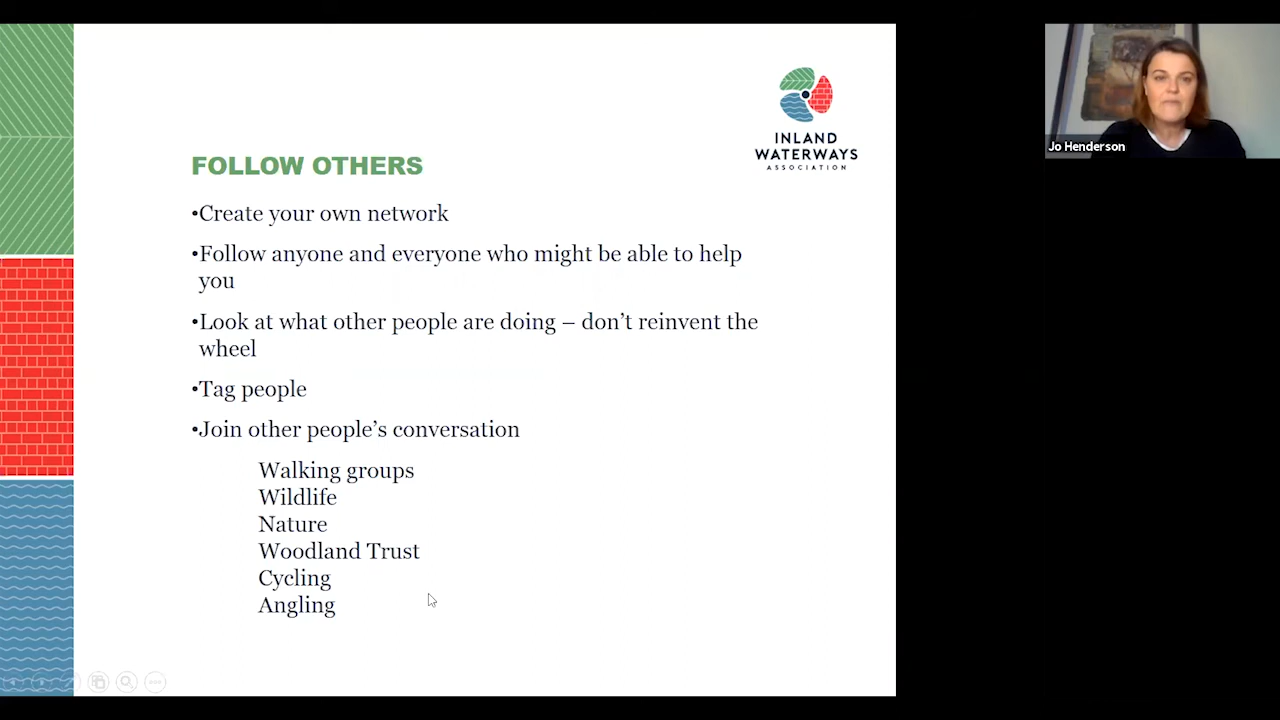 INLAND
WATERWAYS
ASSOCIATION
Jo Henderson
FOLLOW OTHERS
•Create your own network
•Follow anyone and everyone who might be able to help
you
•Look at what other people are doing – don’t reinvent the
wheel
•Tag people
•Join other people’s conversation
Walking groups
Wildlife
Nature
Woodland Trust
Cycling
Angling